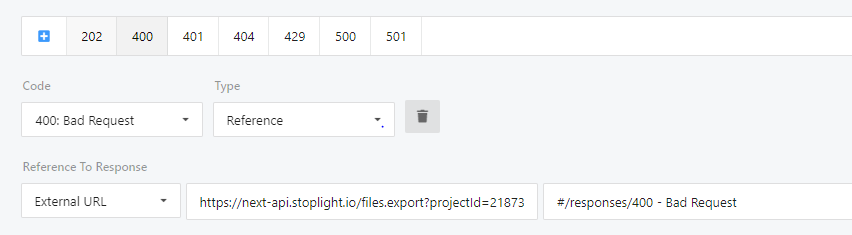 202 400 401 404 429 500 501
Code Type
400: Bad Request Reference
Reference To Response
External URL https://next-api.stoplight.io/files.export?projectId=21873 #/responses/400 - Bad Request